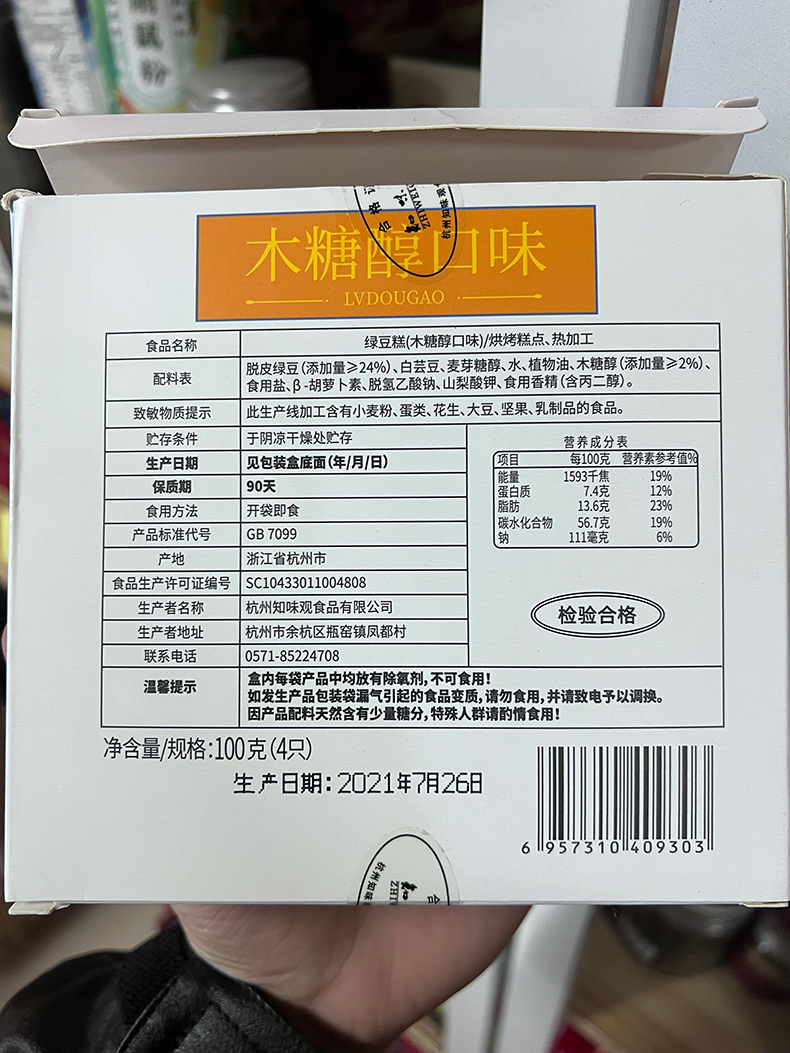 藕粉
合格
ZHIWEI
杭州知味观
木糖醇口味
LVDOUGAO
食品名称 绿豆糕(木糖醇口味)/烘烤糕点、热加工
配料表 脱皮绿豆(添加量≥24%)、白芸豆、麦芽糖醇、水、植物油、木糖醇(添加量≥2%)、
食用盐、β-胡萝卜素、脱氢乙酸钠、山梨酸钾、食用香精(含丙二醇)。
致敏物质提示 此生产线加工含有小麦粉、蛋类、花生、大豆、坚果、乳制品的食品。
贮存条件 于阴凉干燥处贮存
生产日期 见包装盒底面(年/月/日)
保质期 90天
食用方法 开袋即食
产品标准代号 GB 7099
产地 浙江省杭州市
食品生产许可证编号 SC10433011004808
生产者名称 杭州知味观食品有限公司
生产者地址 杭州市余杭区瓶窑镇凤都村
联系电话 0571-85224708
营养成分表
项目 每100克 营养素参考值%
能量 1593千焦 19%
蛋白质 7.4克 12%
脂肪 13.6克 23%
碳水化合物 56.7克 19%
钠 111毫克 6%
检验合格
温馨提示 盒内每袋产品中均放有除氧剂,不可食用!
如发生产品包装袋漏气引起的食品变质,请勿食用,并请致电予以调换。
因产品配料天然含有少量糖分,特殊人群请酌情食用!
净含量/规格:100克(4只)
生产日期:2021年7月26日
6 957310 409303
杭州知味
ZHI
合